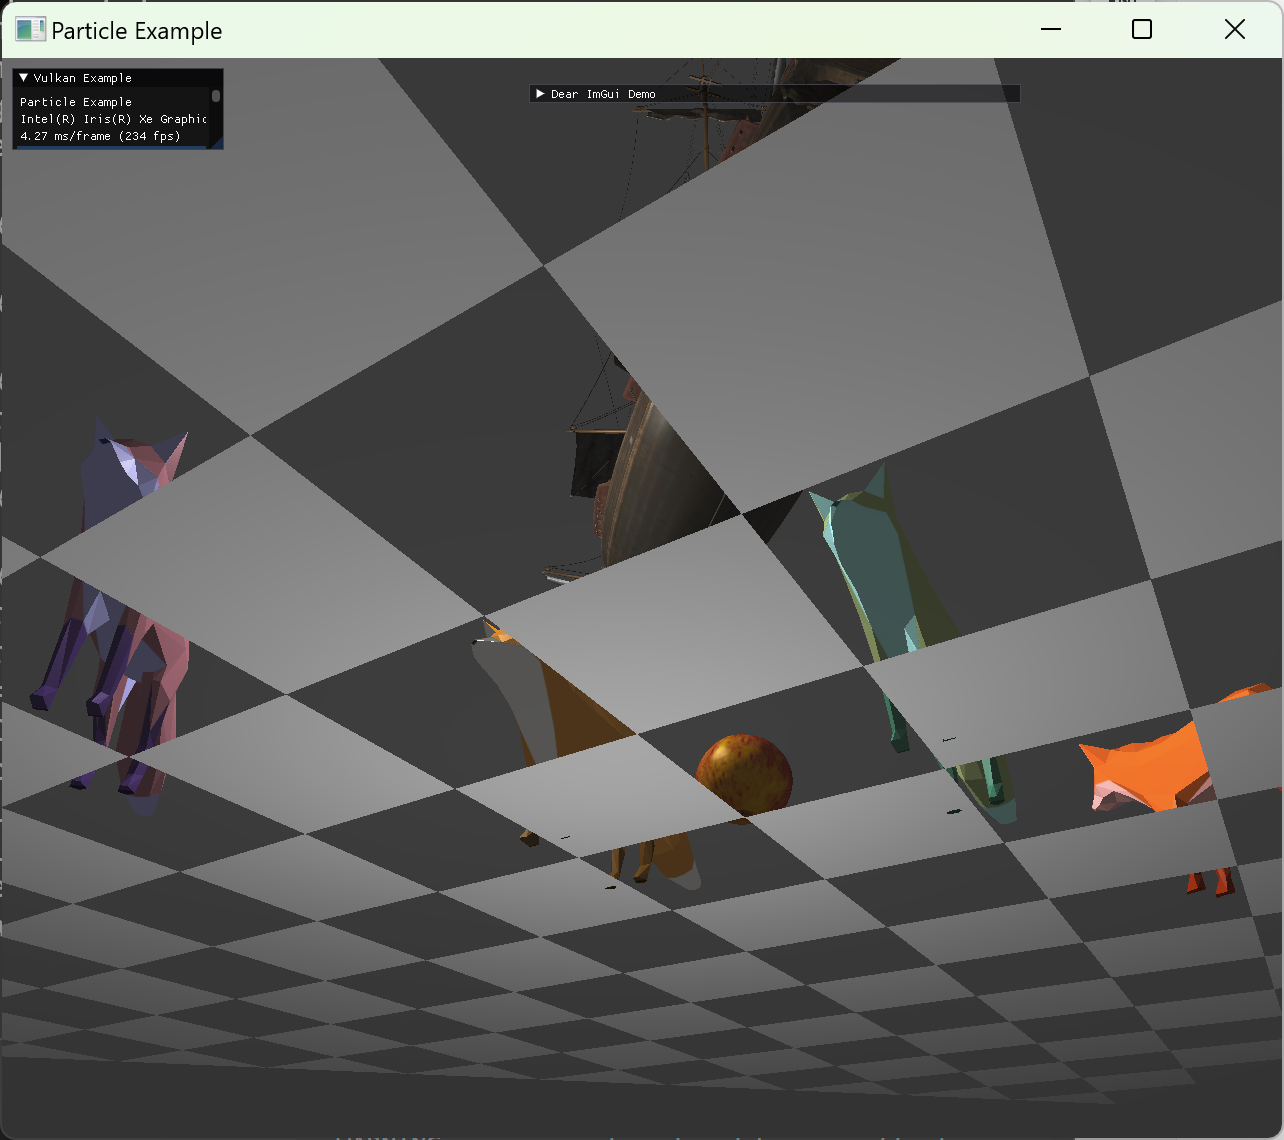 Particle Example
Vulkan Example
Particle Example
Intel(R) Iris(R) Xe Graphic
4.27 ms/frame (234 fps)
Dear ImGui Demo